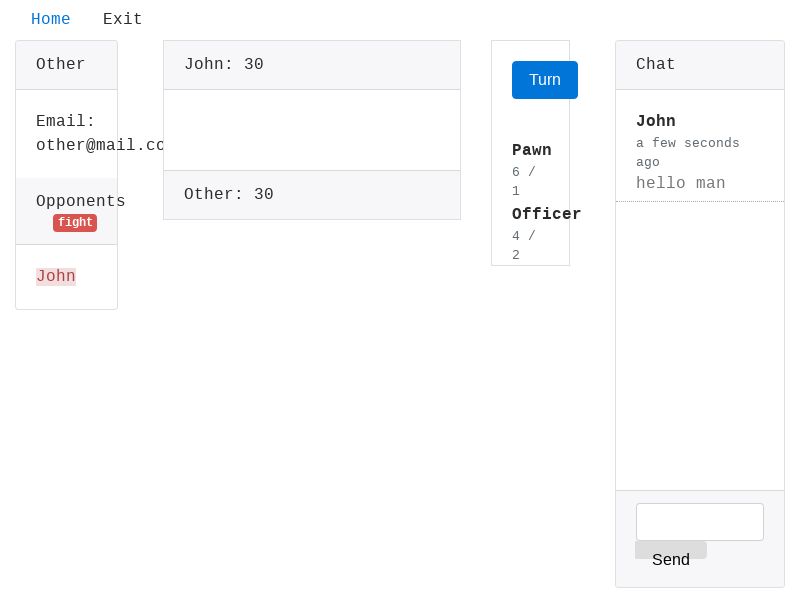 Home Exit
Other
Email:
other@mail.co
Opponents
fight
John
John: 30
Other: 30
Turn
Pawn
6 /
1
Officer
4 /
2
Chat
John
a few seconds
ago
hello man
Send